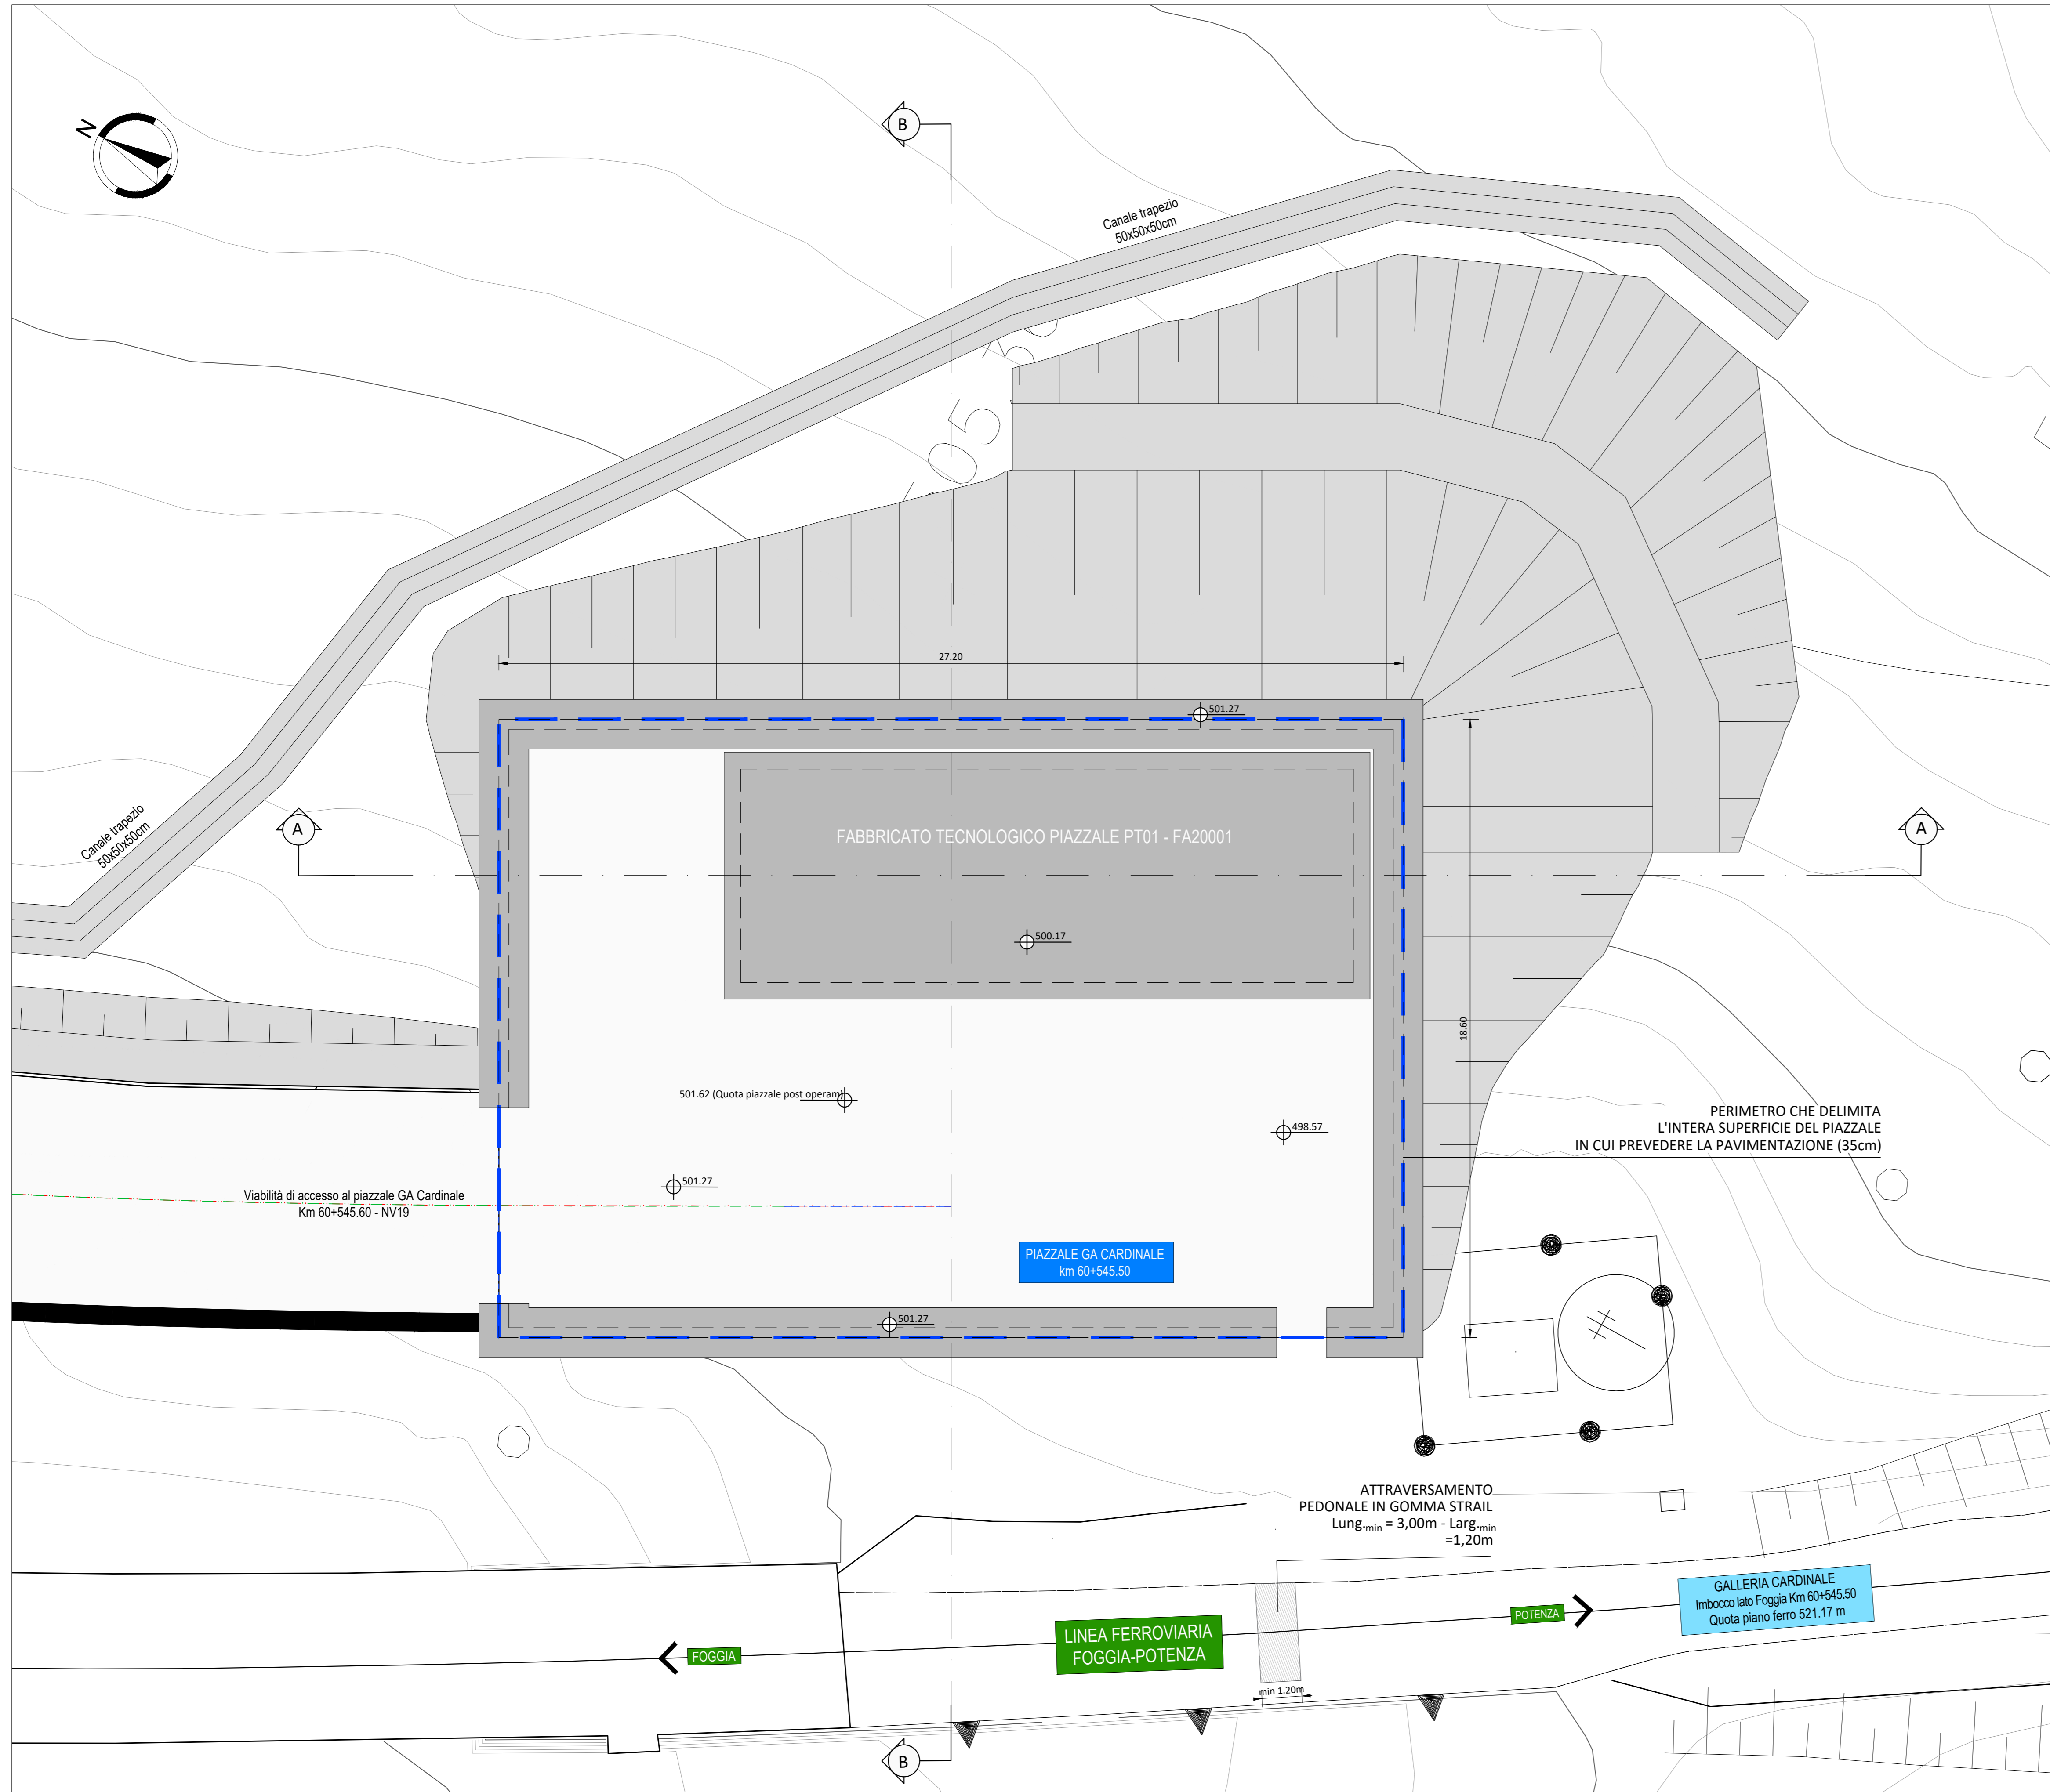 N
B
Canale trapezio
50x50x50cm
27.20
501.27
Canale trapezio
50x50x50cm
A
FABBRICATO TECNOLOGICO PIAZZALE PT01 - FA20001
A
500.17
18.60
501.62 (Quota piazzale post operam)
498.57
PERIMETRO CHE DELIMITA
L'INTERA SUPERFICIE DEL PIAZZALE
IN CUI PREVEDERE LA PAVIMENTAZIONE (35cm)
501.27
Viabilità di accesso al piazzale GA Cardinale
Km 60+545.60 - NV19
PIAZZALE GA CARDINALE
km 60+545.50
501.27
ATTRAVERSAMENTO
PEDONALE IN GOMMA STRAIL
Lung.min = 3,00m - Larg.min
=1,20m
GALLERIA CARDINALE
Imbocco lato Foggia Km 60+545.50
Quota piano ferro 521.17 m
POTENZA
LINEA FERROVIARIA
FOGGIA-POTENZA
FOGGIA
min 1.20m
B